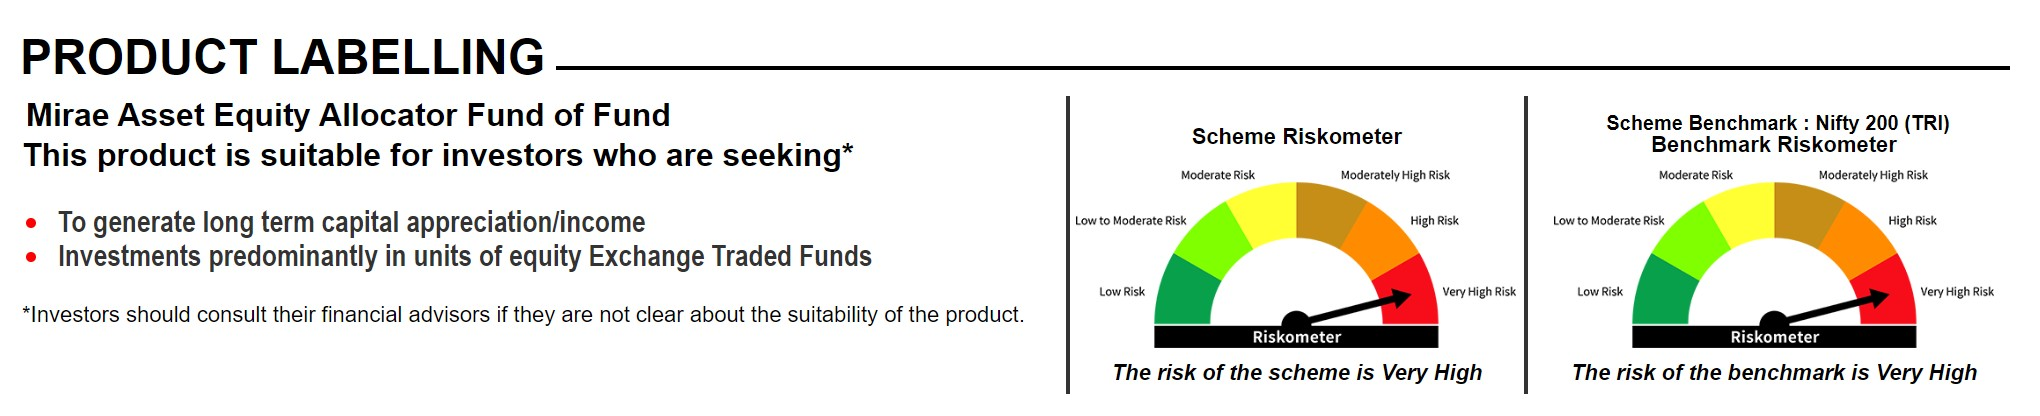 PRODUCT LABELLING
Mirae Asset Equity Allocator Fund of Fund
This product is suitable for investors who are seeking*
• To generate long term capital appreciation/income
• Investments predominantly in units of equity Exchange Traded Funds
*Investors should consult their financial advisors if they are not clear about the suitability of the product.
Scheme Riskometer
Moderate Risk
Moderately High Risk
Low to Moderate Risk
High Risk
Low Risk
Very High Risk
Riskometer
The risk of the scheme is Very High
Scheme Benchmark : Nifty 200 (TRI)
Benchmark Riskometer
Moderate Risk
Moderately High Risk
Low to Moderate Risk
High Risk
Low Risk
Very High Risk
Riskometer
The risk of the benchmark is Very High